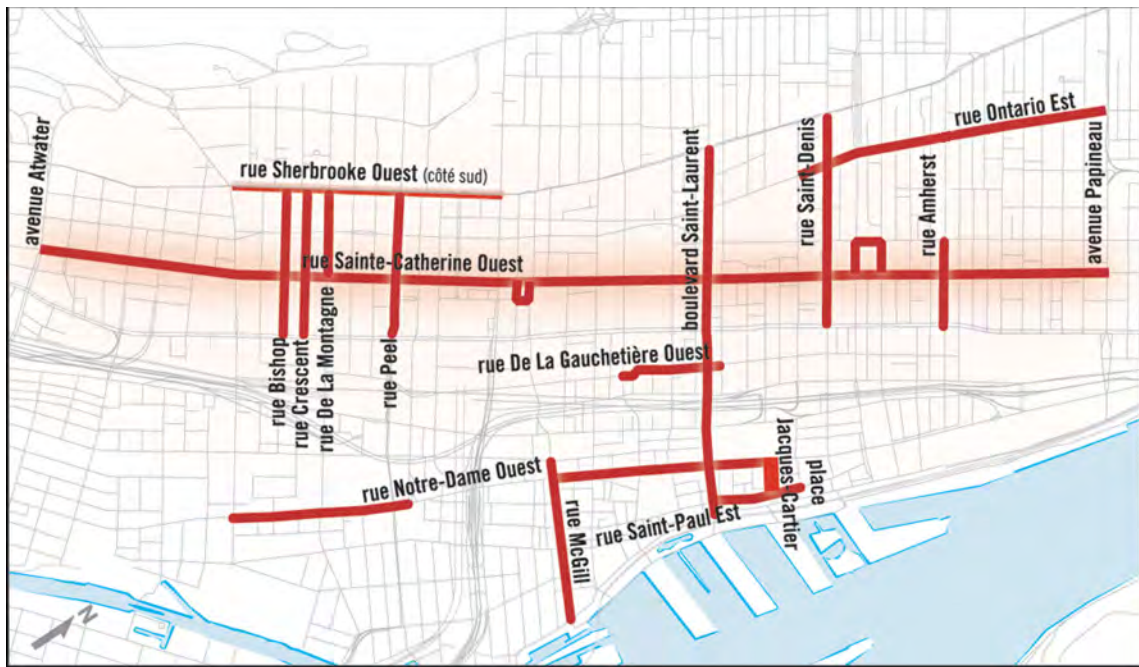 rue Ontario Est
avenue Atwater
rue Sherbrooke Ouest (côté sud)
boulevard Saint-Laurent
rue Saint-Denis
rue Amherst
avenue Papineau
rue Sainte-Catherine Ouest
rue Bishop
rue Crescent
rue De La Montagne
rue Peel
rue De La Gauchetière Ouest
rue Notre-Dame Ouest
rue McGill
rue Saint-Paul Est
place
Jacques-Cartier
N